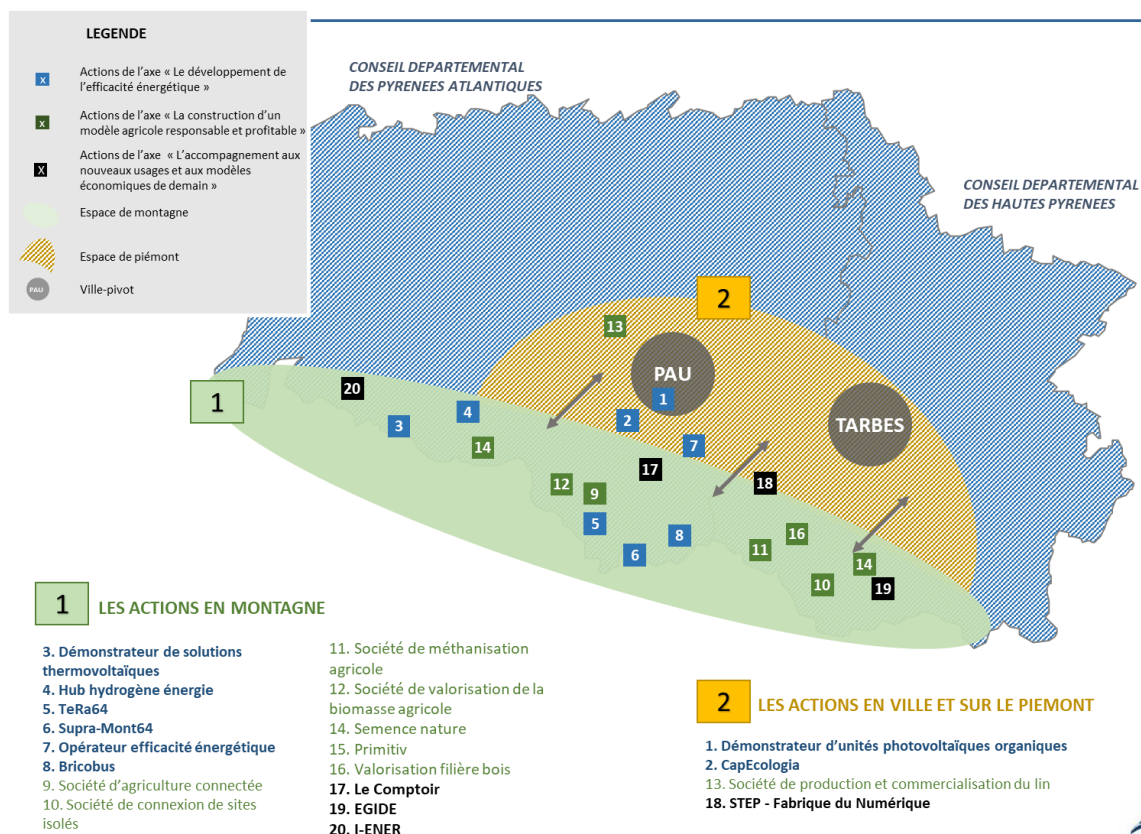 LEGENDE
x
Actions de l'axe « Le développement de
l'efficacité énergétique »
x
Actions de l'axe « La construction d'un
modèle agricole responsable et profitable »
X
Actions de l'axe « L'accompagnement aux
nouveaux usages et aux modèles
économiques de demain »
Espace de montagne
Espace de piémont
PAU
Ville-pivot
CONSEIL DEPARTEMENTAL
DES PYRENEES ATLANTIQUES
CONSEIL DEPARTEMENTAL
DES HAUTES PYRENEES
2
13
PAU
1
20
1
3
4
2
TARBES
14
7
17
12
9
18
5
8
16
6
11
14
10
19
1
LES ACTIONS EN MONTAGNE
3. Démonstrateur de solutions
thermovoltaïques
4. Hub hydrogène énergie
5. TeRa64
6. Supra-Mont64
7. Opérateur efficacité énergétique
8. Bricobus
9. Société d'agriculture connectée
10. Société de connexion de sites
isolés
11. Société de méthanisation
agricole
12. Société de valorisation de la
biomasse agricole
14. Semence nature
15. Primitiv
16. Valorisation filière bois
17. Le Comptoir
19. EGIDE
20. I-ENER
2
LES ACTIONS EN VILLE ET SUR LE PIEMONT
1. Démonstrateur d'unités photovoltaïques organiques
2. CapEcologia
13. Société de production et commercialisation du lin
18. STEP - Fabrique du Numérique